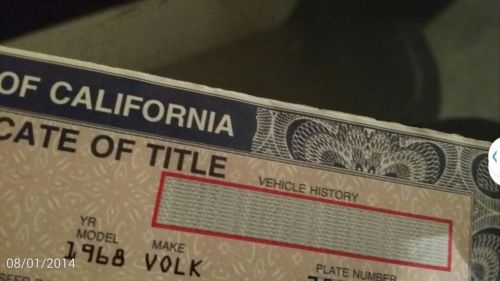 OF CALIFORNIA
CATE OF TITLE
VEHICLE HISTORY
YR
MODEL MAKE
1968 VOLK PLATE NUMBER
08/01/2014